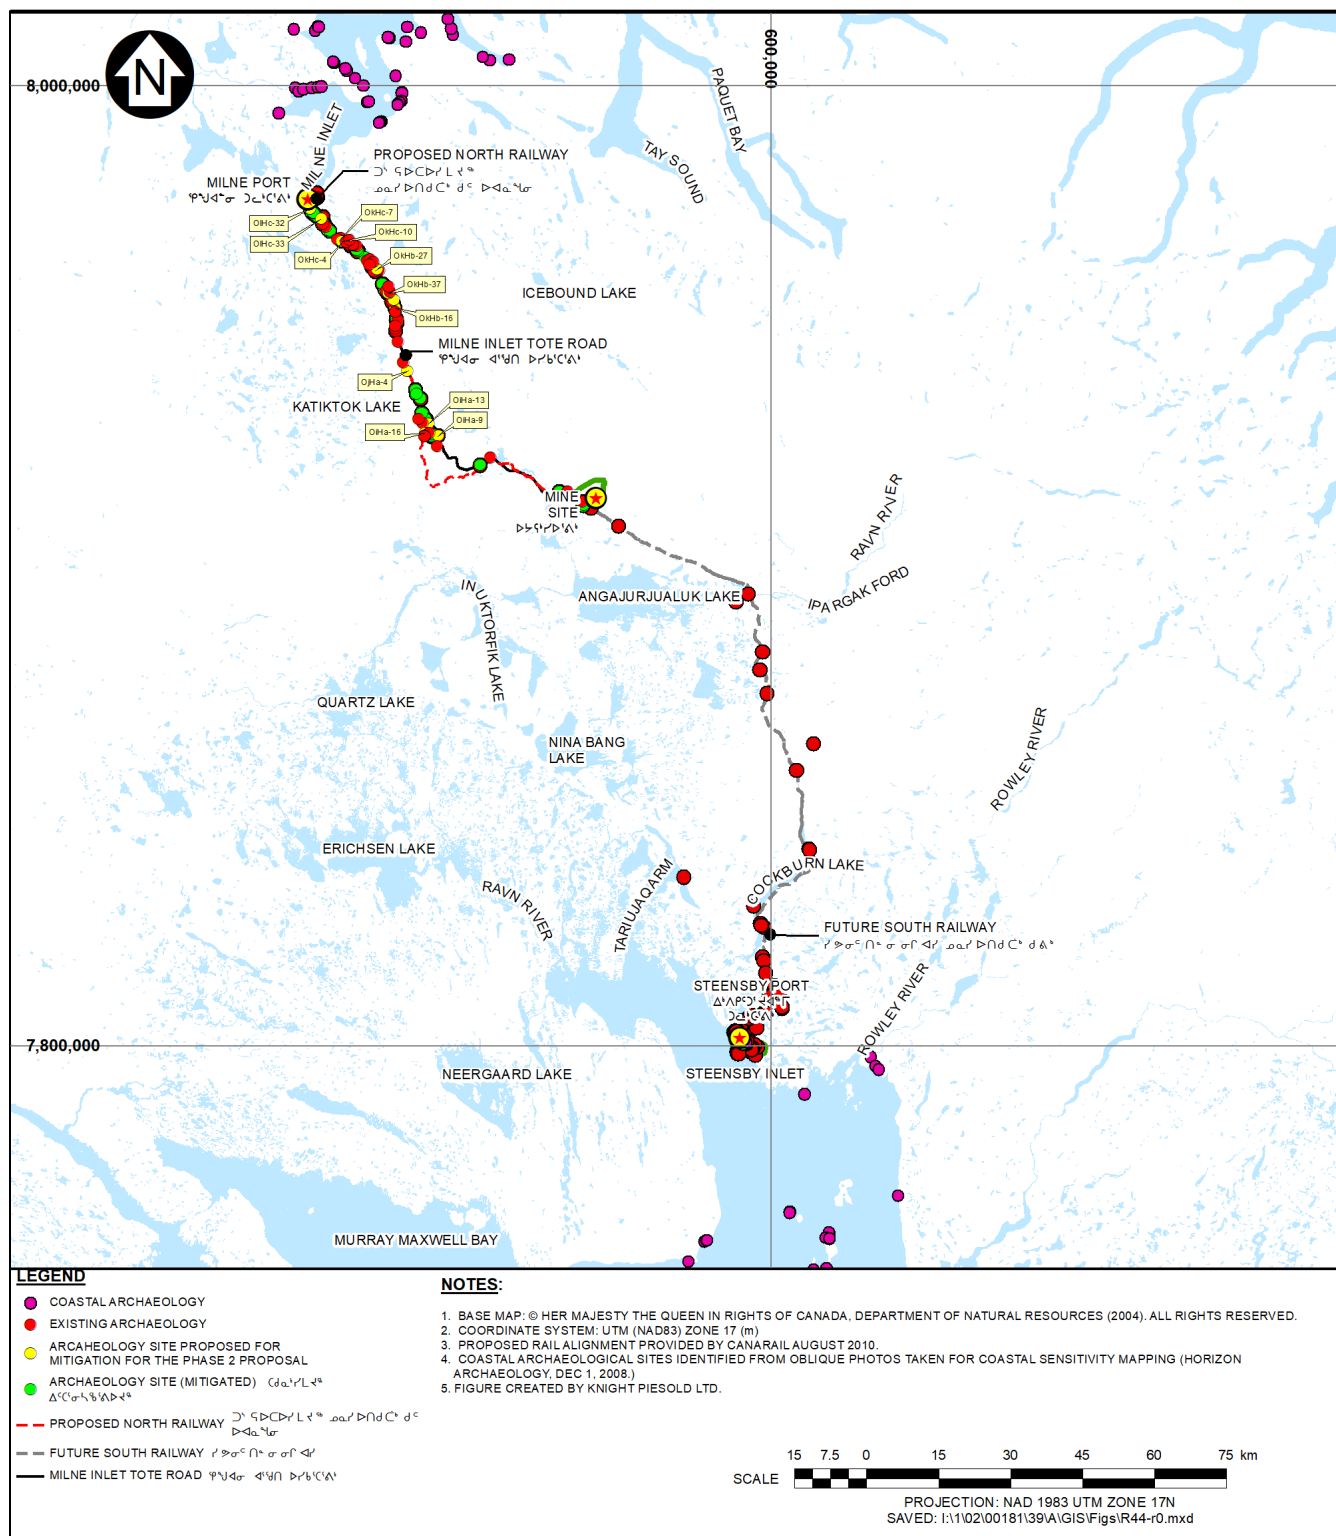 600,000
8,000,000
N
PAQUET BAY
TAY SOUND
MILNE INLET
PROPOSED NORTH RAILWAY
MILNE PORT
OlHc-32
OkHc-7
OkHc-10
OlHc-33
OkHc-4
OkHb-27
OkHb-37
ICEBOUND LAKE
OkHb-16
MILNE INLET TOTE ROAD
OjHa-4
KATIKTOK LAKE
OiHa-13
OiHa-9
OiHa-16
MINE
SITE
RAVN RIVER
IPARGAK FORD
ANGAJURJUALUK LAKE
INUKTORFIK LAKE
QUARTZ LAKE
NINA BANG
LAKE
ROWLEY RIVER
ERICHSEN LAKE
COCKBURN LAKE
RAVN RIVER
TARIUJAQ ARM
FUTURE SOUTH RAILWAY
STEENSBY PORT
ROWLEY RIVER
7,800,000
NEERGAARD LAKE
STEENSBY INLET
MURRAY MAXWELL BAY
LEGEND
COASTAL ARCHAEOLOGY
EXISTING ARCHAEOLOGY
ARCAHEOLOGY SITE PROPOSED FOR
MITIGATION FOR THE PHASE 2 PROPOSAL
ARCHAEOLOGY SITE (MITIGATED)
PROPOSED NORTH RAILWAY
FUTURE SOUTH RAILWAY
MILNE INLET TOTE ROAD
NOTES:
1. BASE MAP: © HER MAJESTY THE QUEEN IN RIGHTS OF CANADA, DEPARTMENT OF NATURAL RESOURCES (2004). ALL RIGHTS RESERVED.
2. COORDINATE SYSTEM: UTM (NAD83) ZONE 17 (m)
3. PROPOSED RAIL ALIGNMENT PROVIDED BY CANARAIL AUGUST 2010.
4. COASTAL ARCHAEOLOGICAL SITES IDENTIFIED FROM OBLIQUE PHOTOS TAKEN FOR COASTAL SENSITIVITY MAPPING (HORIZON
ARCHAEOLOGY, DEC 1, 2008.)
5. FIGURE CREATED BY KNIGHT PIESOLD LTD.
15 7.5 0 15 30 45 60 75 km
SCALE
PROJECTION: NAD 1983 UTM ZONE 17N
SAVED: I:\1\02\00181\39\A\GIS\Figs\R44-r0.mxd